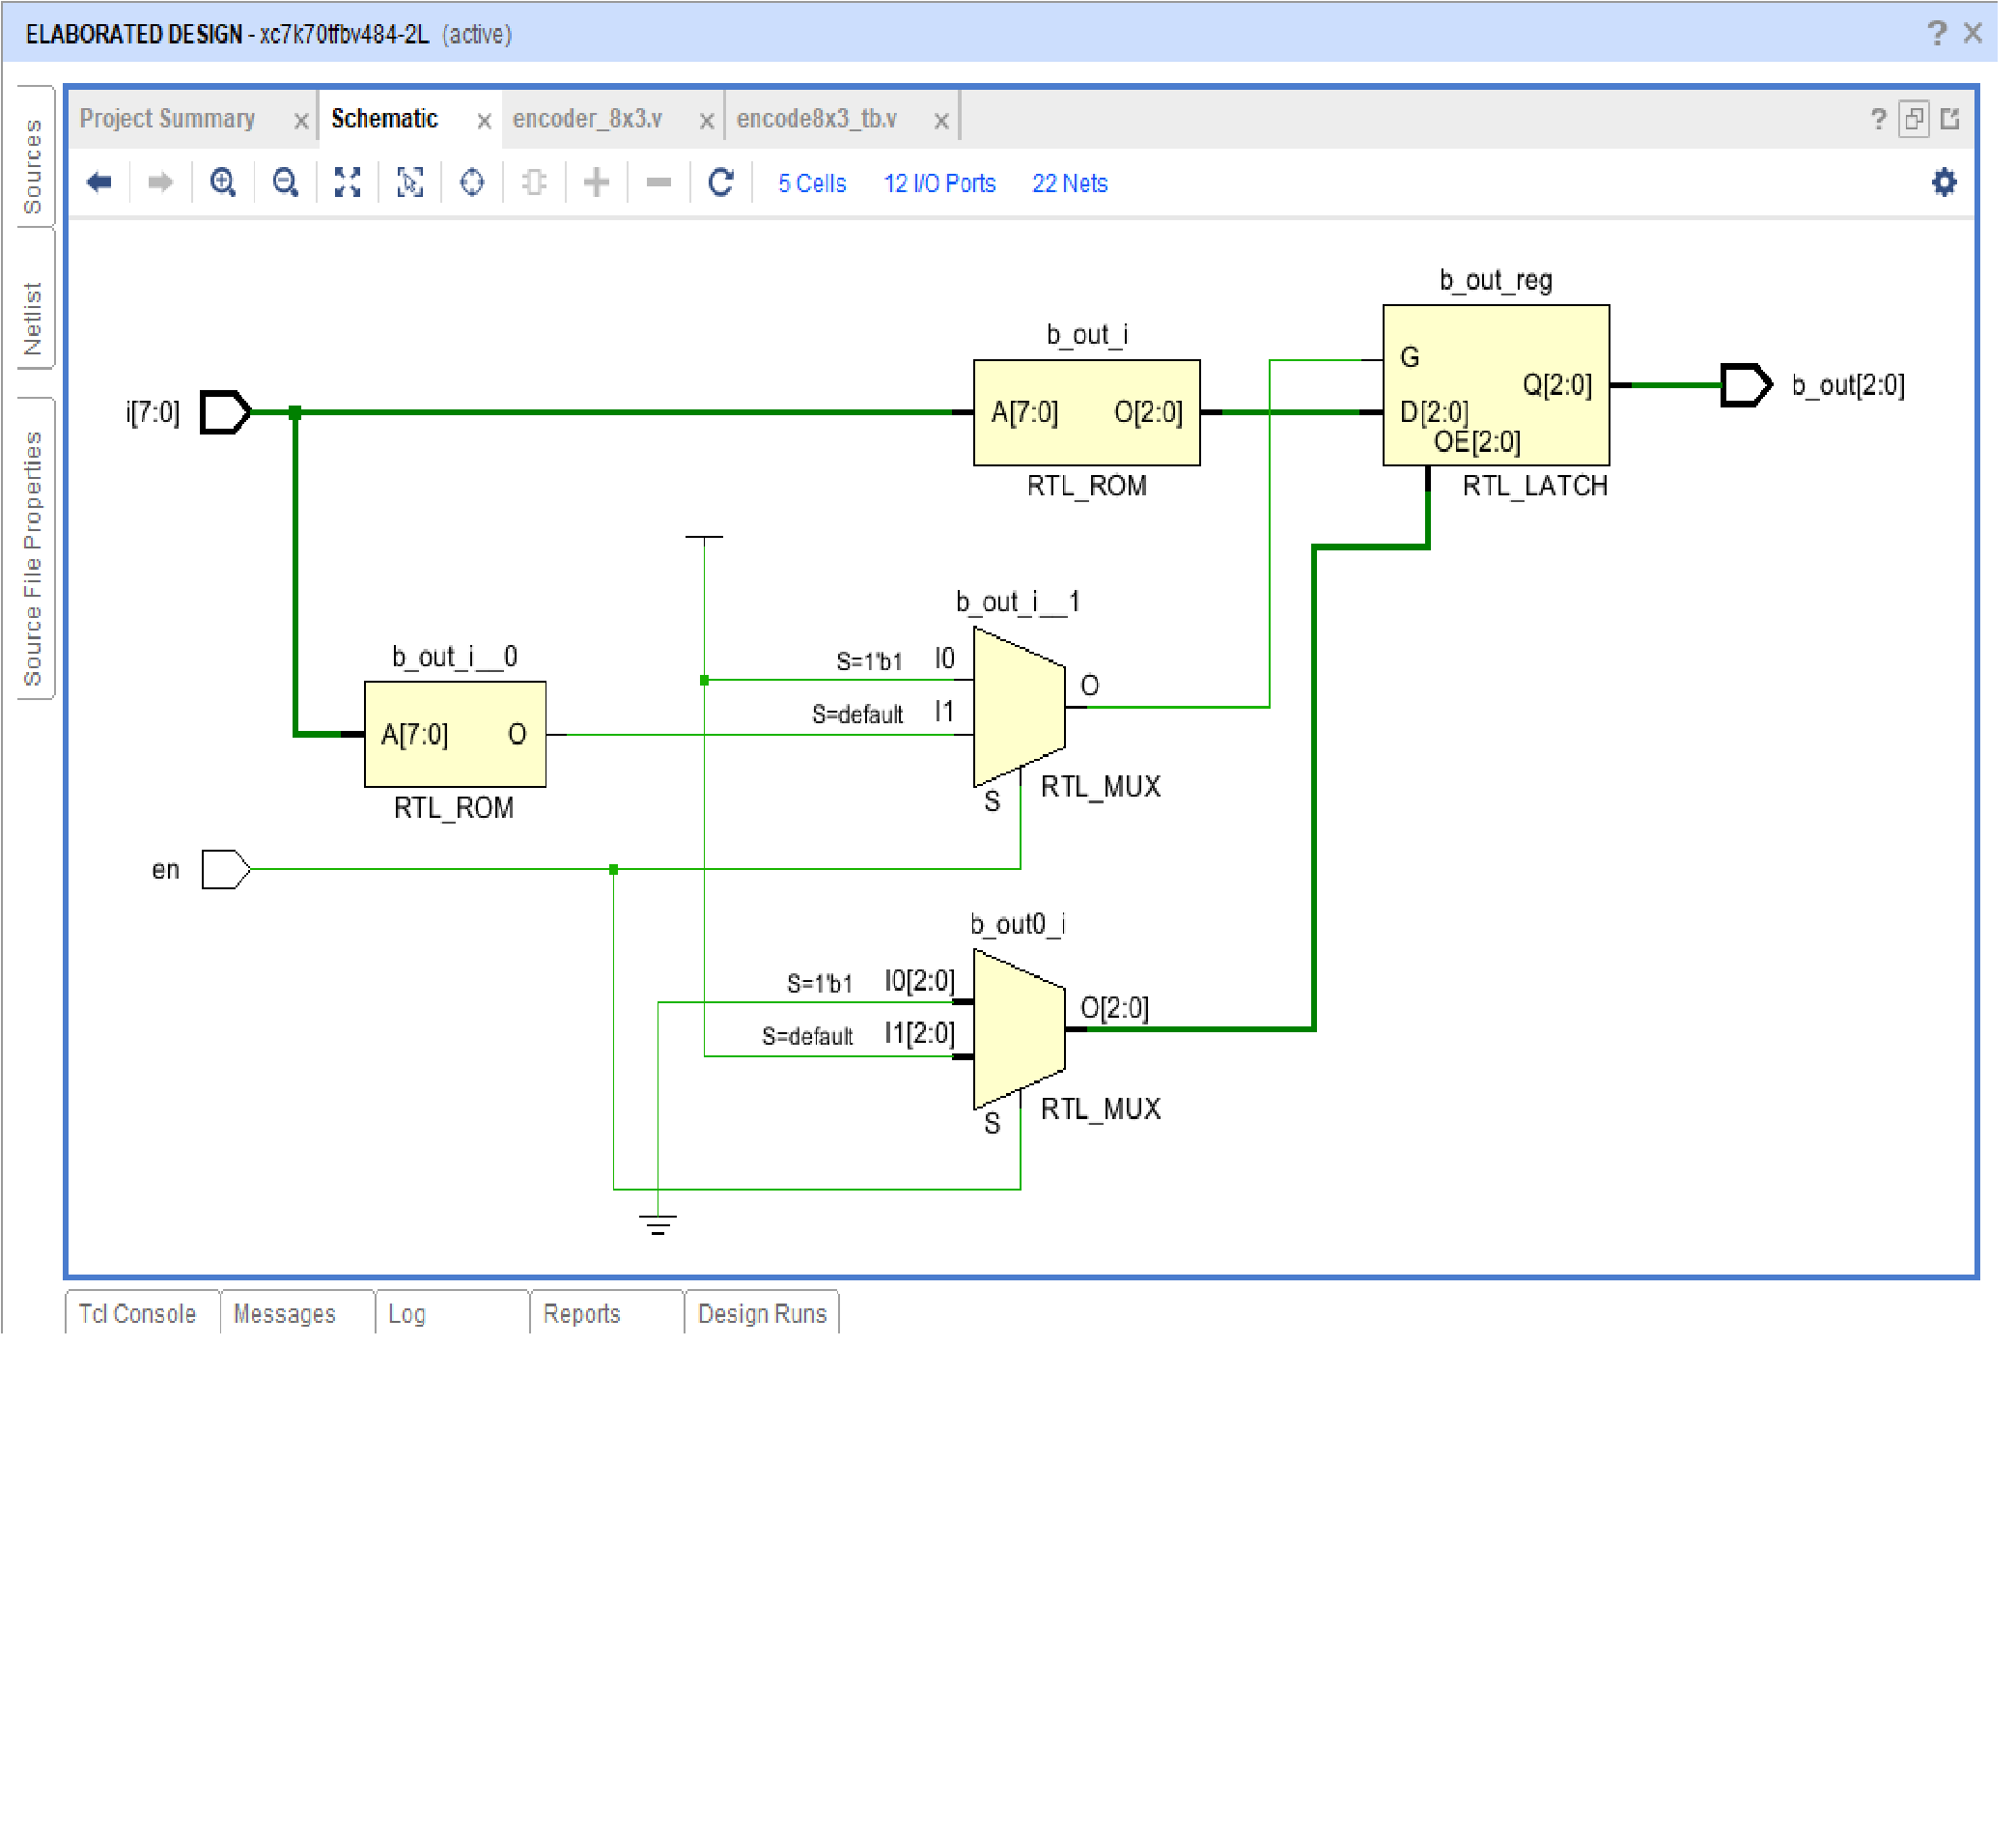 ELABORATED DESIGN - xc7k70tfbv484-2L (active)
? ×
Sources
Netlist
Source File Properties
Project Summary × Schematic × encoder_8x3.v × encode8x3_tb.v ×
?
5 Cells 12 I/O Ports 22 Nets
b_out_reg
b_out_i
G
Q[2:0]
b_out[2:0]
i[7:0]
A[7:0] O[2:0]
D[2:0]
OE[2:0]
RTL_ROM
RTL_LATCH
b_out_i__1
b_out_i__0
S=1'b1 I0
O
S=default I1
A[7:0] O
RTL_MUX
S
RTL_ROM
en
b_out0_i
S=1'b1 I0[2:0]
O[2:0]
S=default I1[2:0]
RTL_MUX
S
Tcl Console Messages Log Reports Design Runs